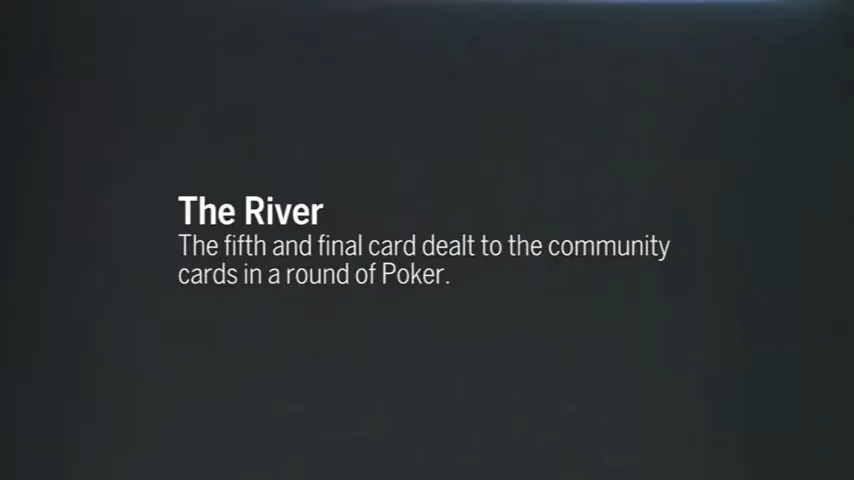 The River
The fifth and final card dealt to the community
cards in a round of Poker.